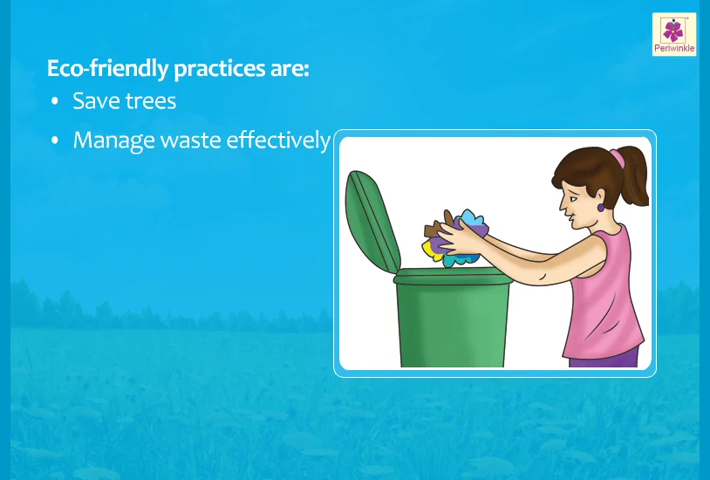 Periwinkle
Eco-friendly practices are:
• Save trees
• Manage waste effectively